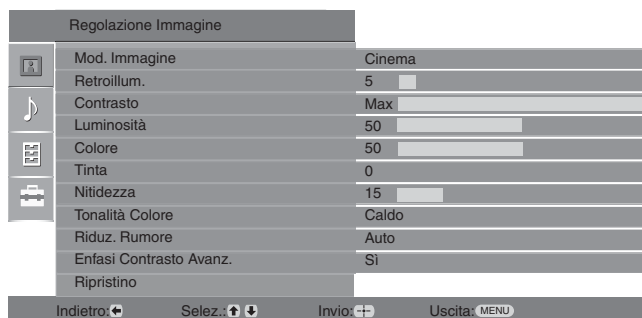 Regolazione Immagine
Mod. Immagine Cinema
Retroillum. 5
Contrasto Max
Luminosità 50
Colore 50
Tinta 0
Nitidezza 15
Tonalità Colore Caldo
Riduz. Rumore Auto
Enfasi Contrasto Avanz. Sì
Ripristino
Indietro: Selez.: Invio: Uscita: MENU